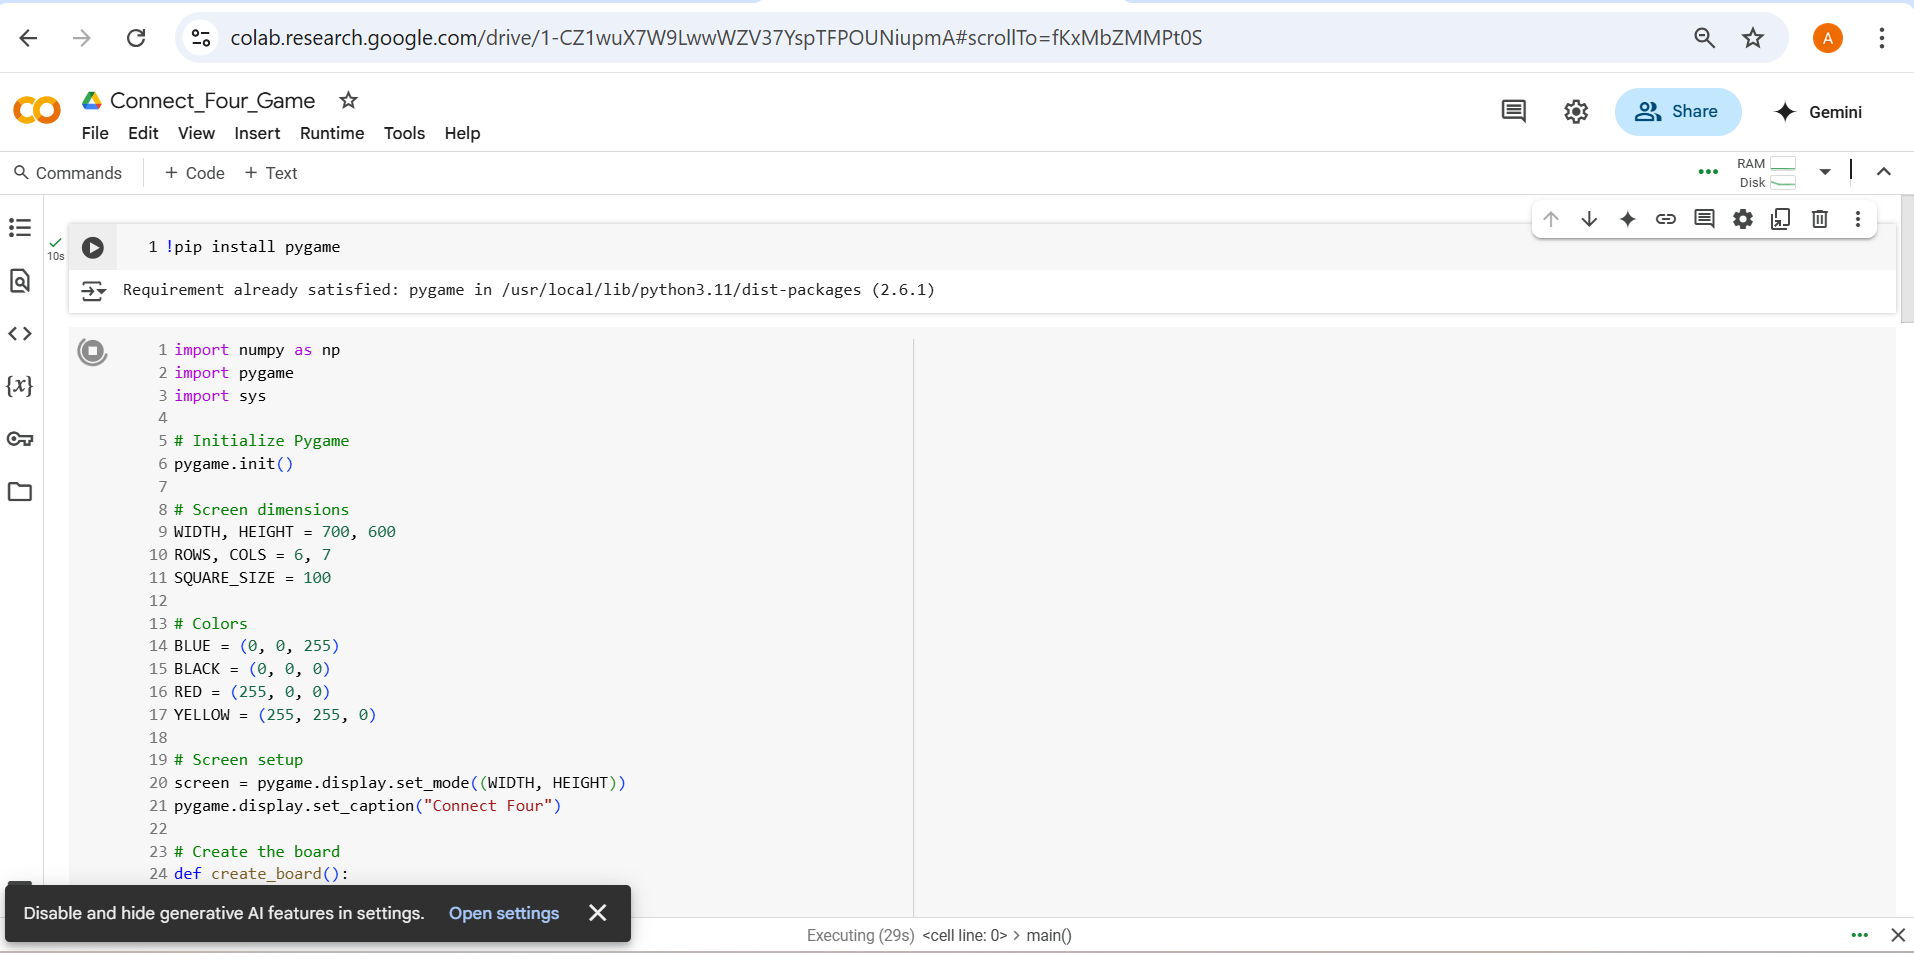 colab.research.google.com/drive/1-CZ1wuX7W9LwwWZV37YspTFPOUNiupmA#scrollTo=fKxMbZMMPt0S
A
Connect_Four_Game
File Edit View Insert Runtime Tools Help
Share
Gemini
Commands + Code + Text
RAM
Disk
10s
1 !pip install pygame
Requirement already satisfied: pygame in /usr/local/lib/python3.11/dist-packages (2.6.1)
{x}
1 import numpy as np
2 import pygame
3 import sys
4
5 # Initialize Pygame
6 pygame.init()
7
8 # Screen dimensions
9 WIDTH, HEIGHT = 700, 600
10 ROWS, COLS = 6, 7
11 SQUARE_SIZE = 100
12
13 # Colors
14 BLUE = (0, 0, 255)
15 BLACK = (0, 0, 0)
16 RED = (255, 0, 0)
17 YELLOW = (255, 255, 0)
18
19 # Screen setup
20 screen = pygame.display.set_mode((WIDTH, HEIGHT))
21 pygame.display.set_caption("Connect Four")
22
23 # Create the board
24 def create_board():
Disable and hide generative AI features in settings. Open settings
Executing (29s) <cell line: 0> > main()